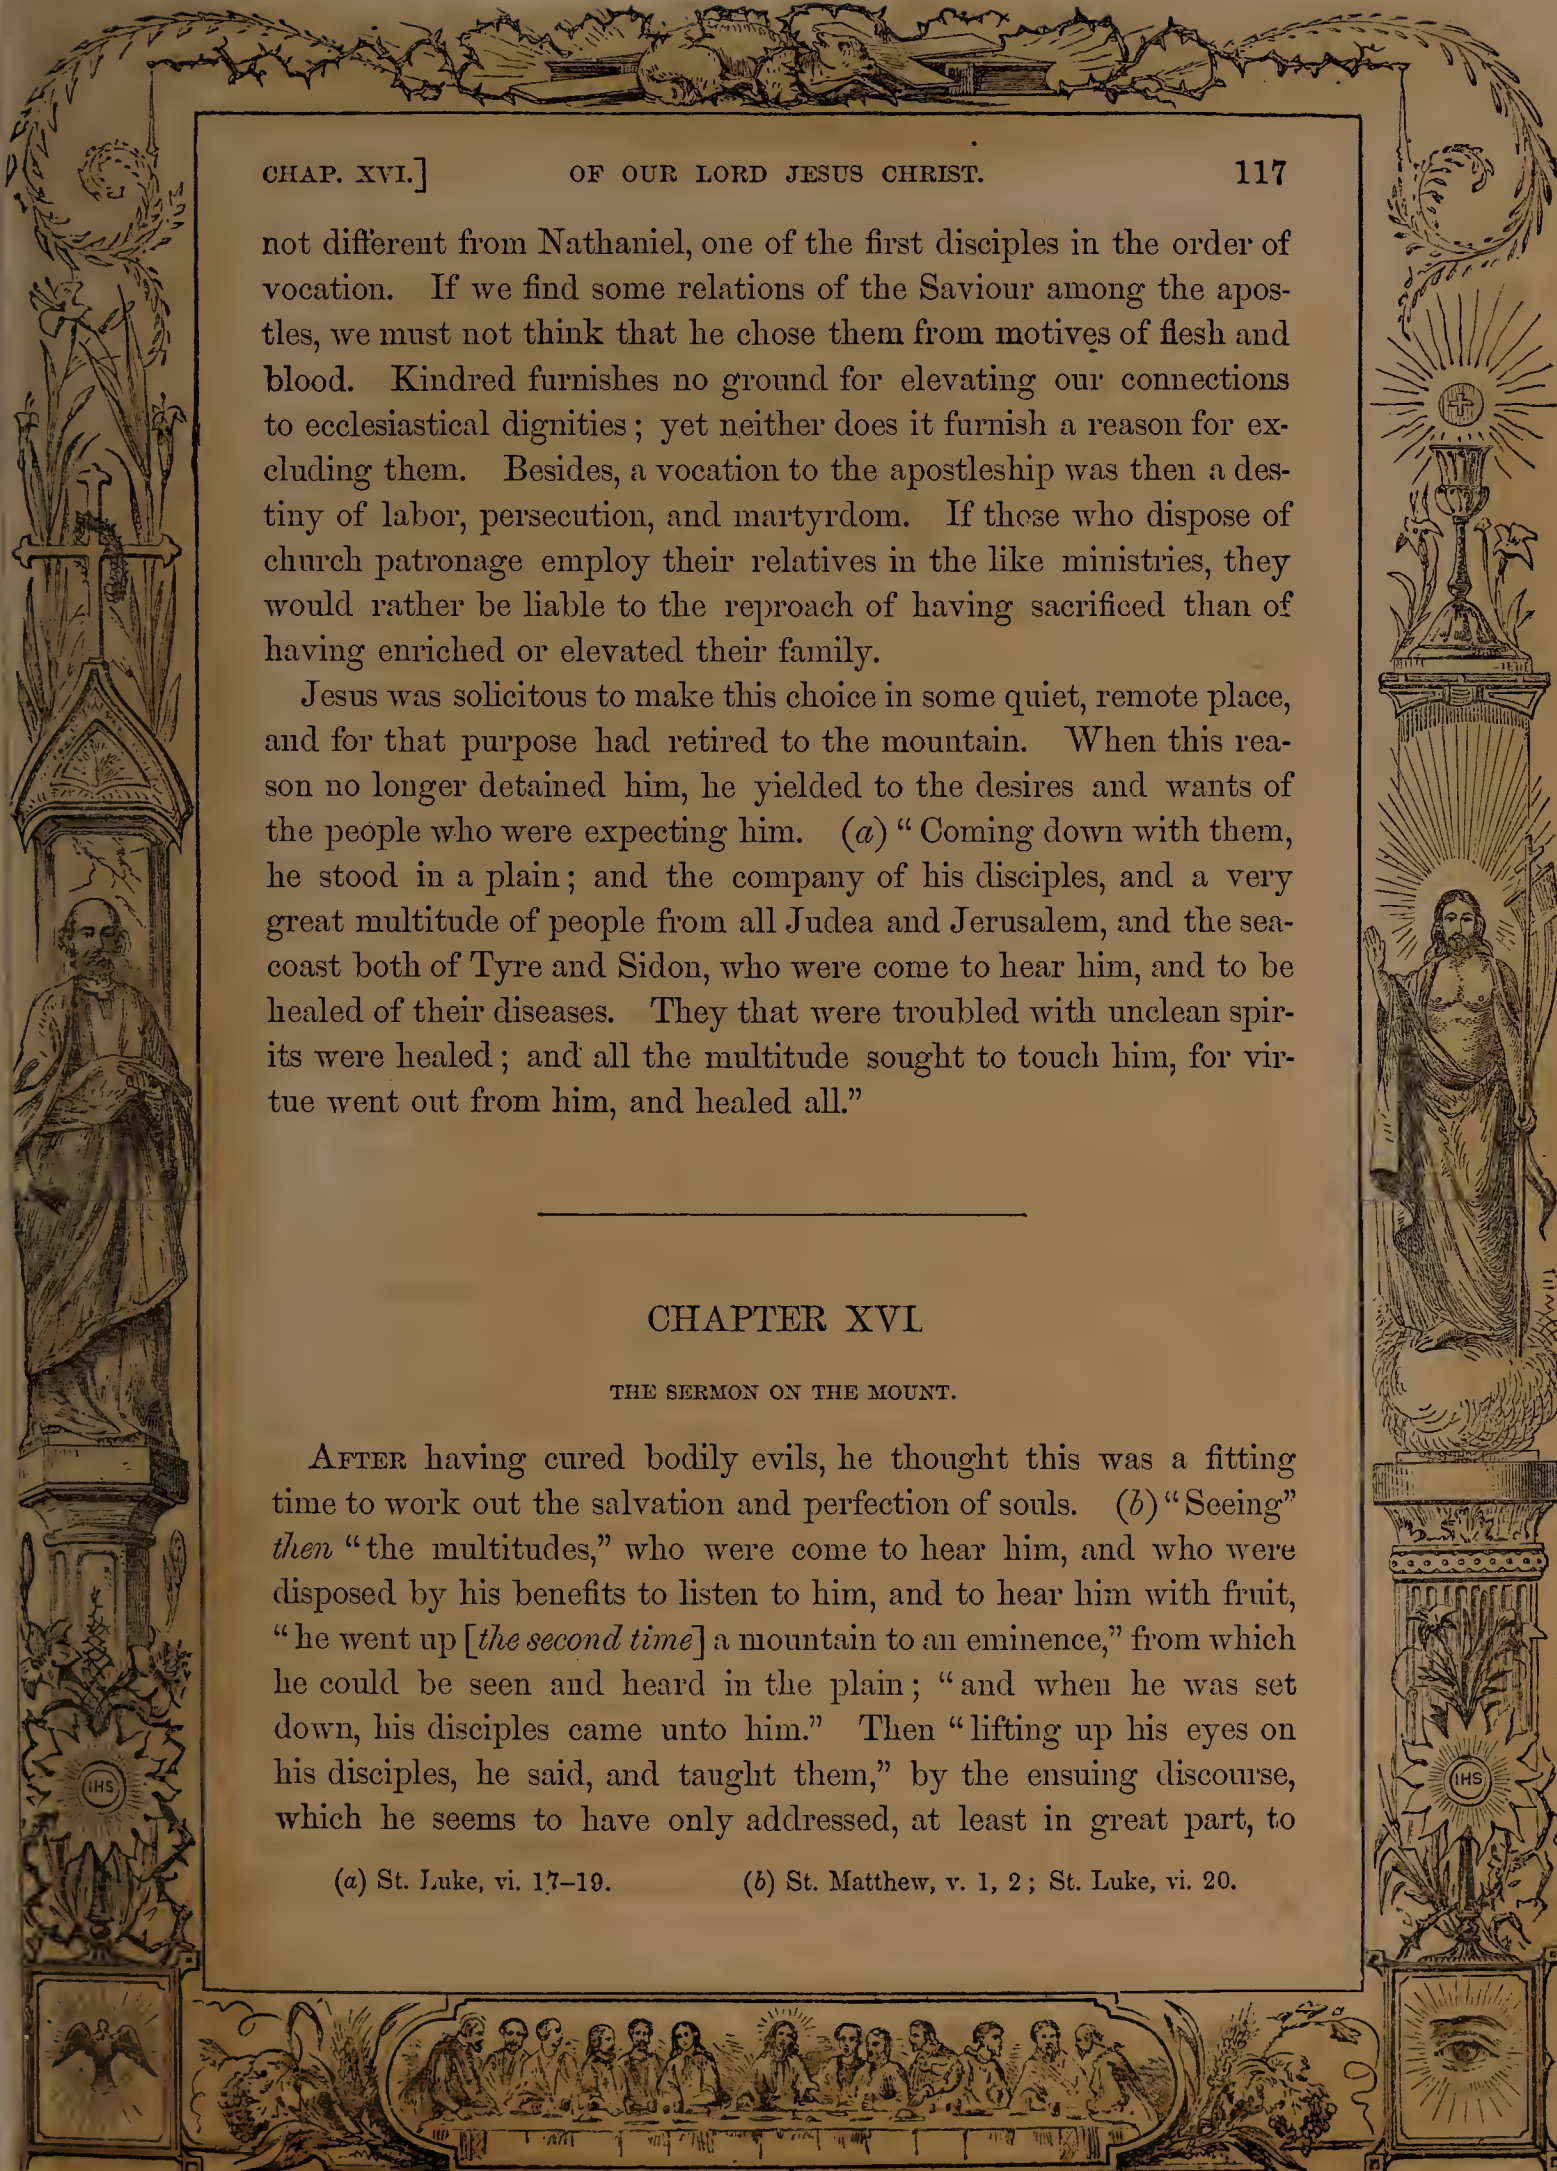 CHAP. XVI.] OF OUR LORD JESUS CHRIST. 117
not different from Nathaniel, one of the first disciples in the order of
vocation. If we find some relations of the Saviour among the apos-
tles, we must not think that he chose them from motives of flesh and
blood. Kindred furnishes no ground for elevating our connections
to ecclesiastical dignities; yet neither does it furnish a reason for ex-
cluding them. Besides, a vocation to the apostleship was then a des-
tiny of labor, persecution, and martyrdom. If those who dispose of
church patronage employ their relatives in the like ministries, they
would rather be liable to the reproach of having sacrificed than of
having enriched or elevated their family.
Jesus was solicitous to make this choice in some quiet, remote place,
and for that purpose had retired to the mountain. When this rea-
son no longer detained him, he yielded to the desires and wants of
the people who were expecting him. (a) “Coming down with them,
he stood in a plain; and the company of his disciples, and a very
great multitude of people from all Judea and Jerusalem, and the sea-
coast both of Tyre and Sidon, who were come to hear him, and to be
healed of their diseases. They that were troubled with unclean spir-
its were healed; and all the multitude sought to touch him, for vir-
tue went out from him, and healed all.”
CHAPTER XVI.
THE SERMON ON THE MOUNT.
AFTER having cured bodily evils, he thought this was a fitting
time to work out the salvation and perfection of souls. (b) “Seeing”
then “the multitudes,” who were come to hear him, and who were
disposed by his benefits to listen to him, and to hear him with fruit,
“he went up [the second time] a mountain to an eminence,” from which
he could be seen and heard in the plain; “and when he was set
down, his disciples came unto him.” Then “lifting up his eyes on
his disciples, he said, and taught them,” by the ensuing discourse,
which he seems to have only addressed, at least in great part, to
(a) St. Luke, vi. 17–19. (b) St. Matthew, v. 1, 2; St. Luke, vi. 20.
IHS
IHS